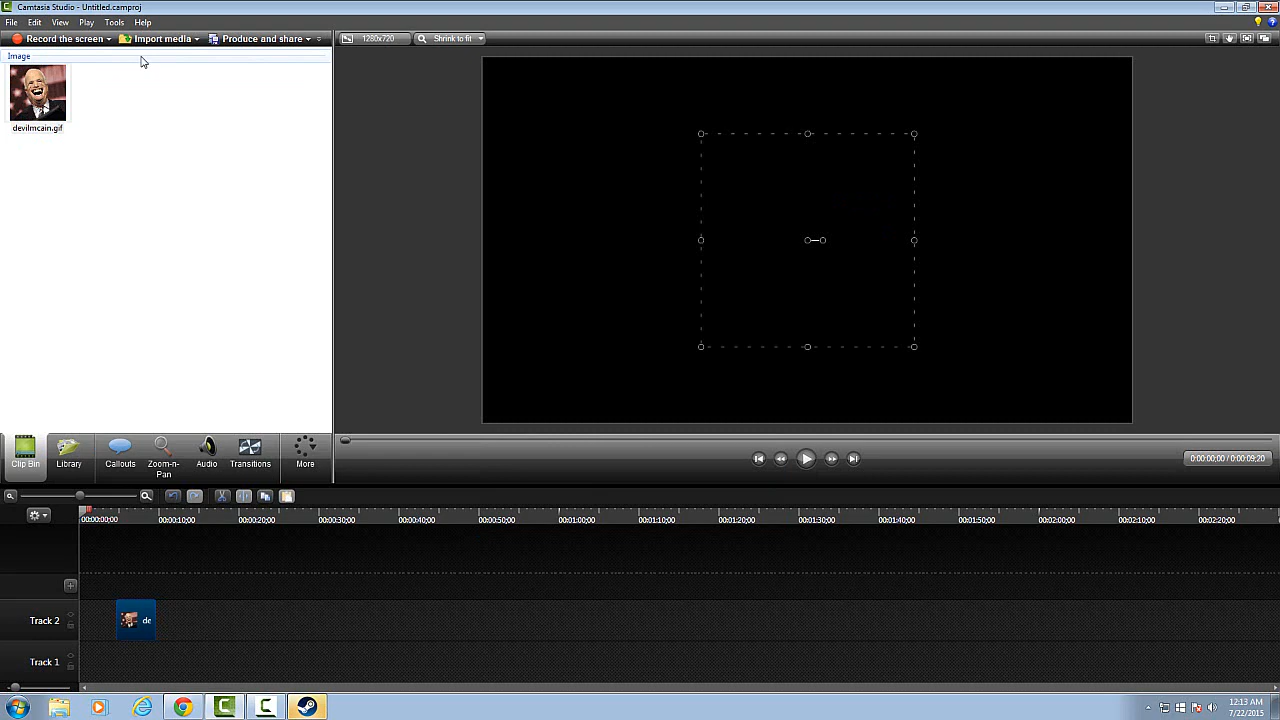 Camtasia Studio - Untitled.camproj
File Edit View Play Tools Help
Record the screen Import media Produce and share 1280x720 Shrink to fit
Image
devilmcain.gif
Clip Bin Library Callouts Zoom-n-Pan Audio Transitions More
0:00:00;00 / 0:00:09;20
00:00:00;00 00:00:10;00 00:00:20;00 00:00:30;00 00:00:40;00 00:00:50;00 00:01:00;00 00:01:10;00 00:01:20;00 00:01:30;00 00:01:40;00 00:01:50;00 00:02:00;00 00:02:10;00 00:02:20;00
Track 2 de
Track 1
12:13 AM
7/22/2015